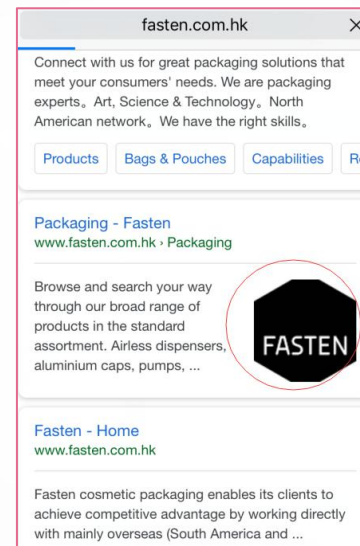 fasten.com.hk
Connect with us for great packaging solutions that
meet your consumers' needs. We are packaging
experts。Art, Science & Technology。North
American network。We have the right skills。
Products Bags & Pouches Capabilities
Packaging - Fasten
www.fasten.com.hk › Packaging
Browse and search your way
through our broad range of
products in the standard
assortment. Airless dispensers,
aluminium caps, pumps, ...
FASTEN
Fasten - Home
www.fasten.com.hk
Fasten cosmetic packaging enables its clients to
achieve competitive advantage by working directly
with mainly overseas (South America and ...